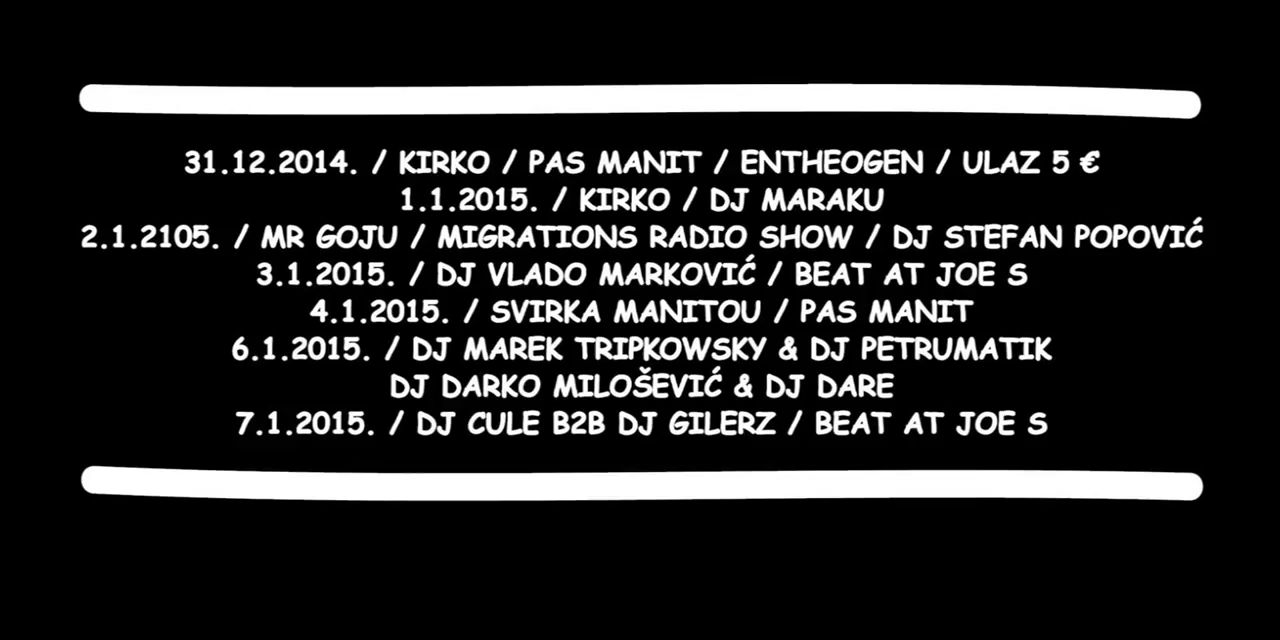 31.12.2014. / KIRKO / PAS MANIT / ENTHEOGEN / ULAZ 5 €
1.1.2015. / KIRKO / DJ MARAKU
2.1.2105. / MR GOJU / MIGRATIONS RADIO SHOW / DJ STEFAN POPOVIĆ
3.1.2015. / DJ VLADO MARKOVIĆ / BEAT AT JOE S
4.1.2015. / SVIRKA MANITOU / PAS MANIT
6.1.2015. / DJ MAREK TRIPKOWSKY & DJ PETRUMATIK
DJ DARKO MILOŠEVIĆ & DJ DARE
7.1.2015. / DJ CULE B2B DJ GILERZ / BEAT AT JOE S